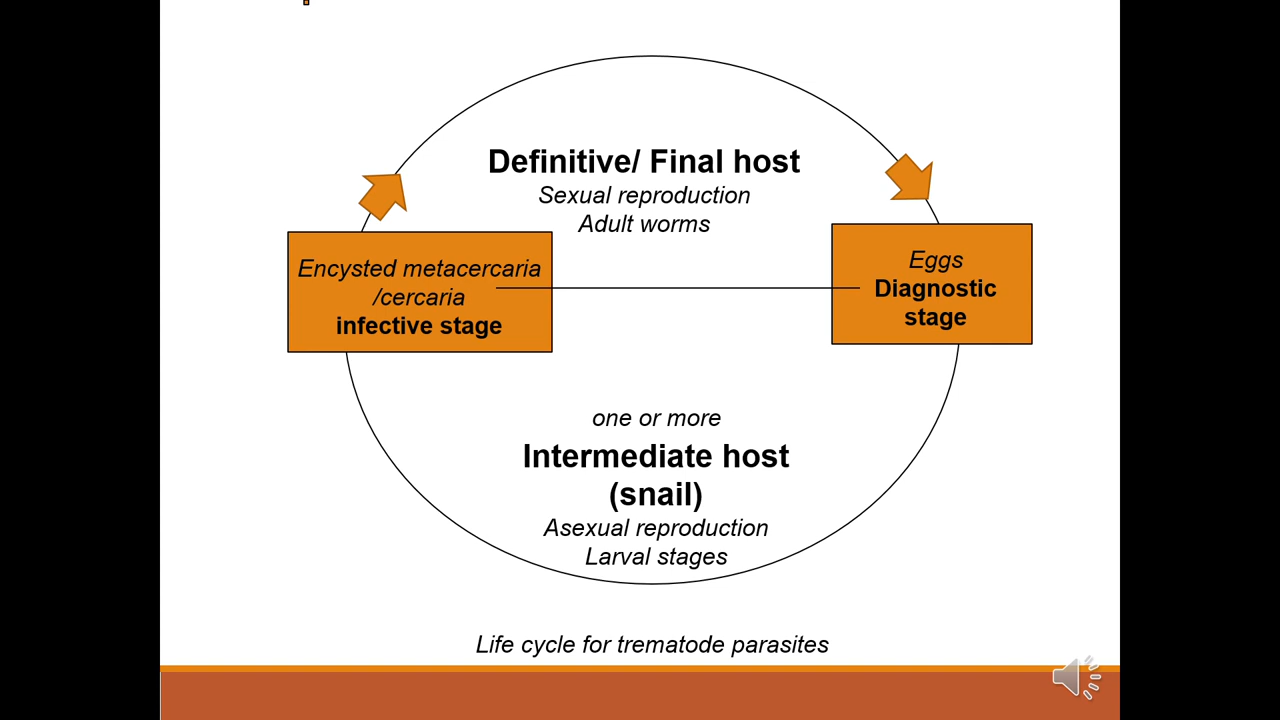 Definitive/ Final host
Sexual reproduction
Adult worms
Encysted metacercaria
/cercaria
infective stage
Eggs
Diagnostic
stage
one or more
Intermediate host
(snail)
Asexual reproduction
Larval stages
Life cycle for trematode parasites